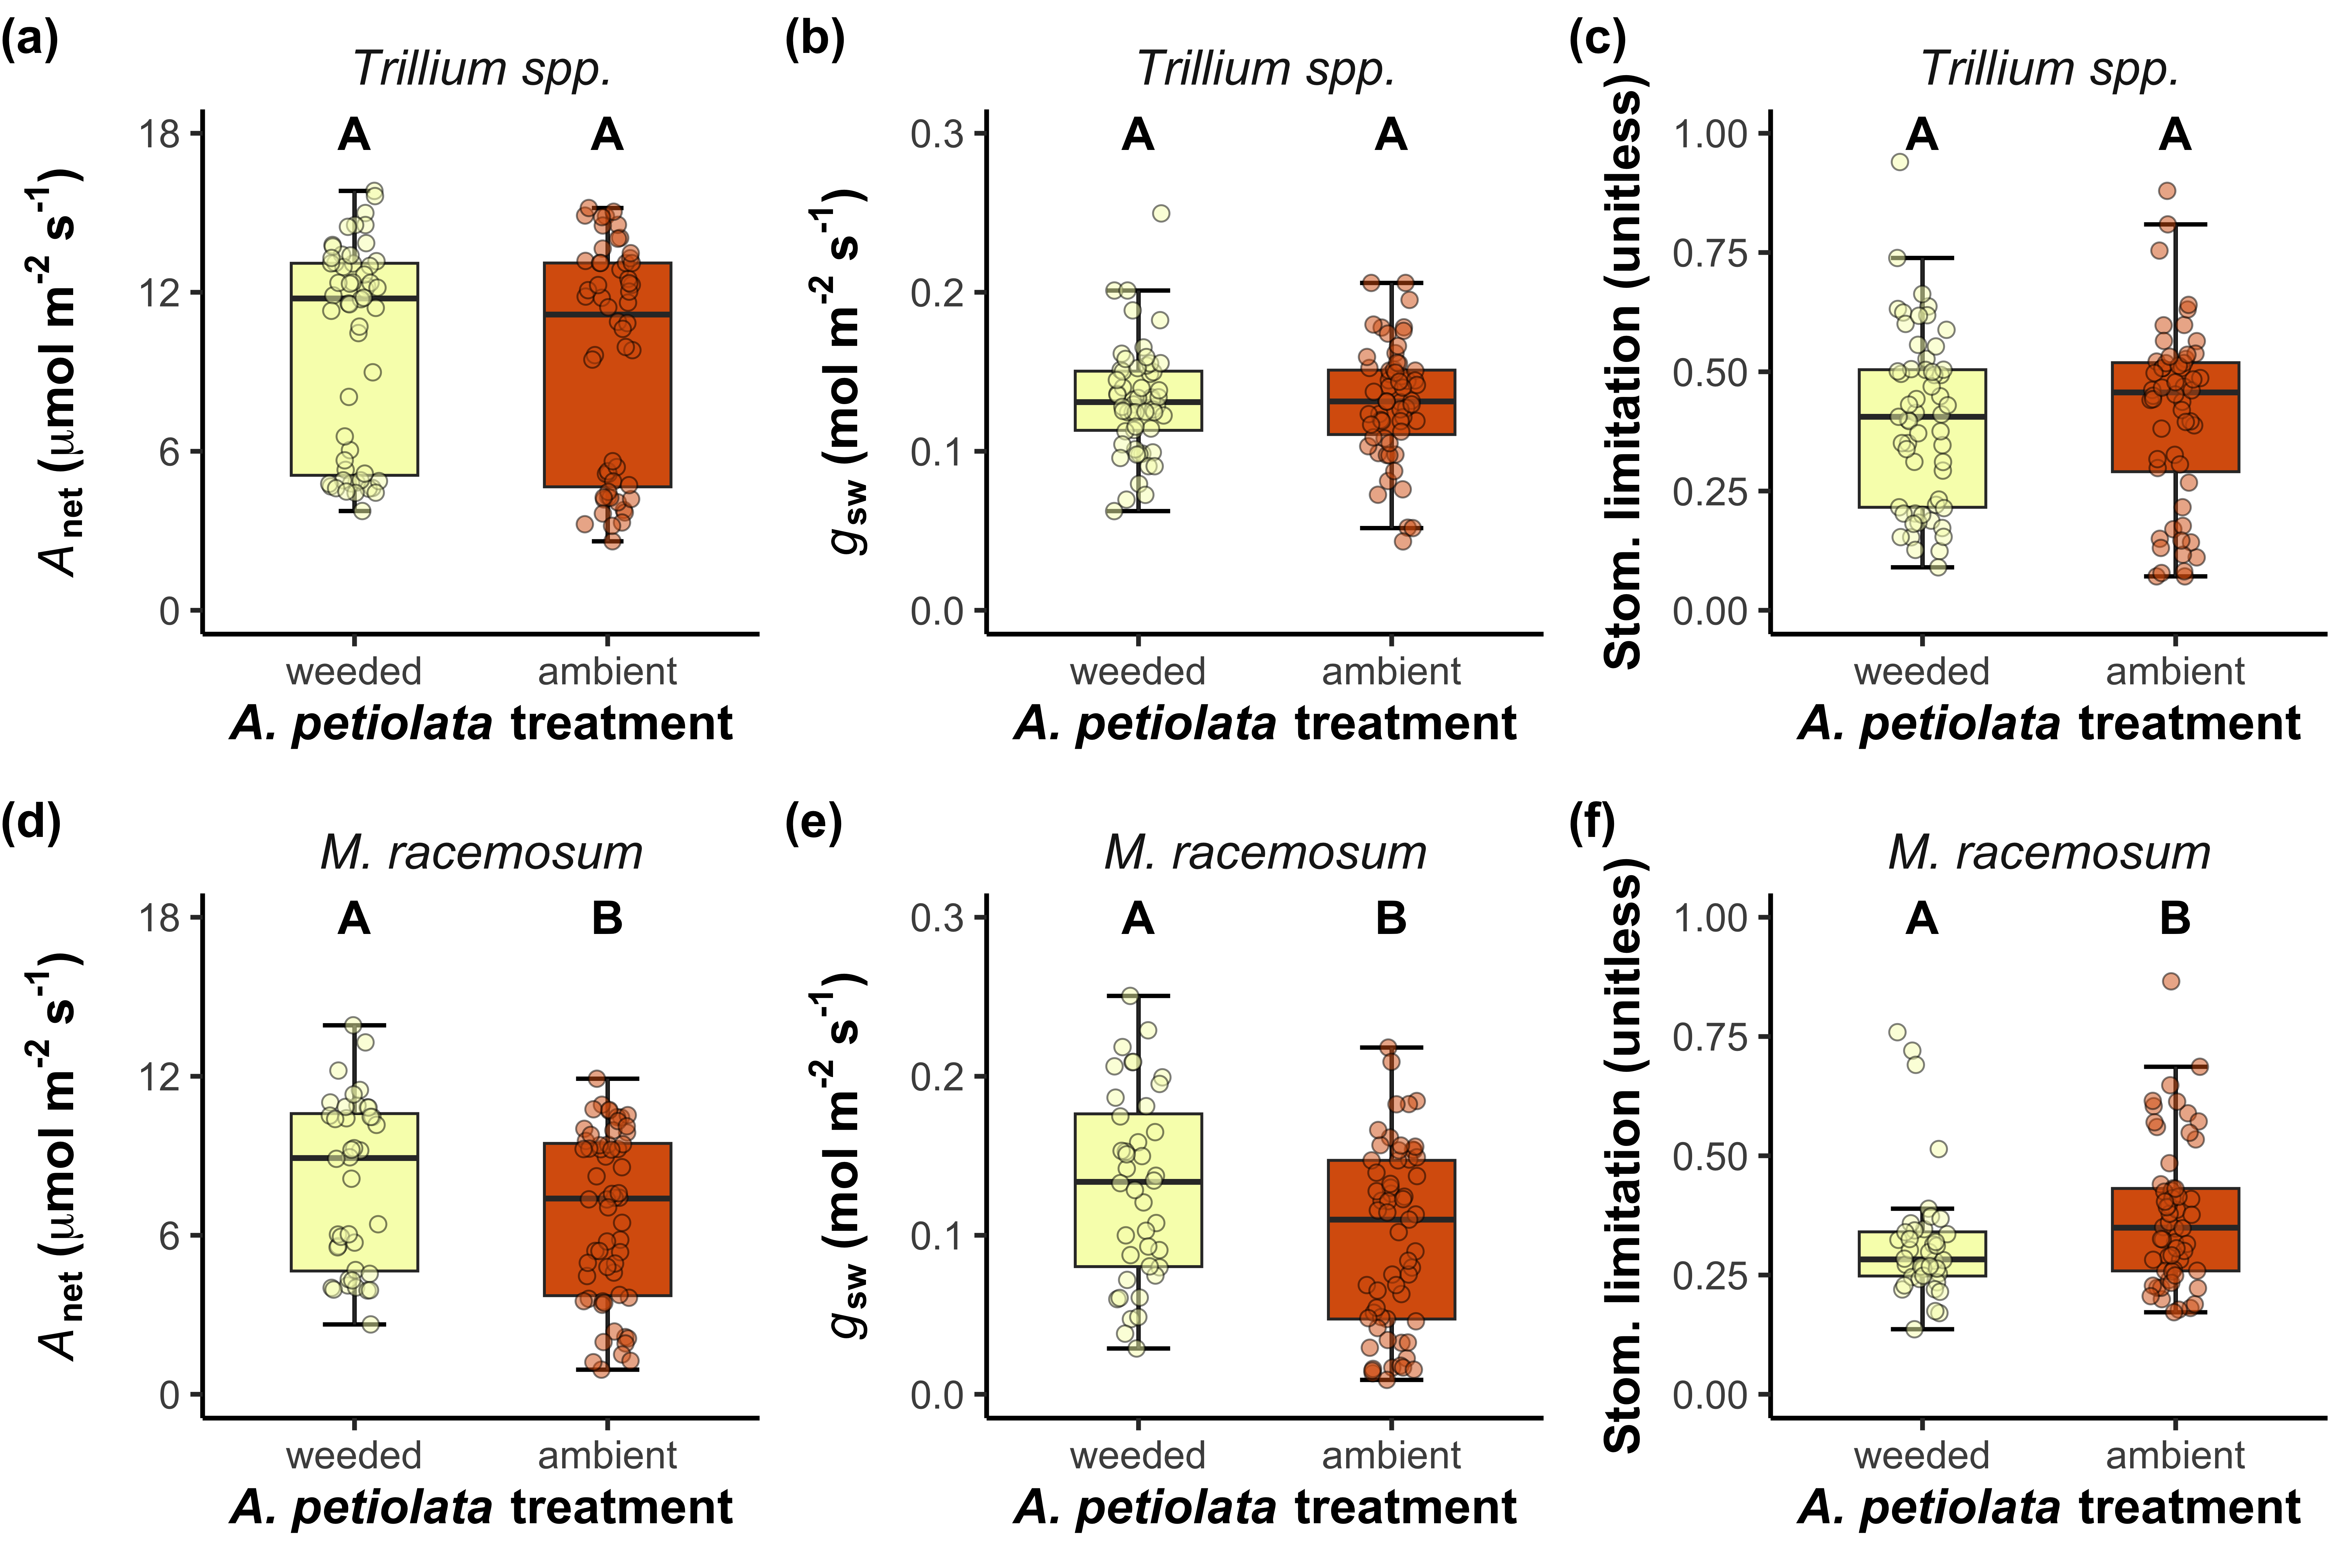 (a)
Trillium spp.
A A
18
12
6
0
Anet (μmol m-2 s-1)
weeded ambient
A. petiolata treatment
(b)
Trillium spp.
A A
0.3
0.2
0.1
0.0
gsw (mol m-2 s-1)
weeded ambient
A. petiolata treatment
(c)
Trillium spp.
A A
1.00
0.75
0.50
0.25
0.00
Stom. limitation (unitless)
weeded ambient
A. petiolata treatment
(d)
M. racemosum
A B
18
12
6
0
Anet (μmol m-2 s-1)
weeded ambient
A. petiolata treatment
(e)
M. racemosum
A B
0.3
0.2
0.1
0.0
gsw (mol m-2 s-1)
weeded ambient
A. petiolata treatment
(f)
M. racemosum
A B
1.00
0.75
0.50
0.25
0.00
Stom. limitation (unitless)
weeded ambient
A. petiolata treatment